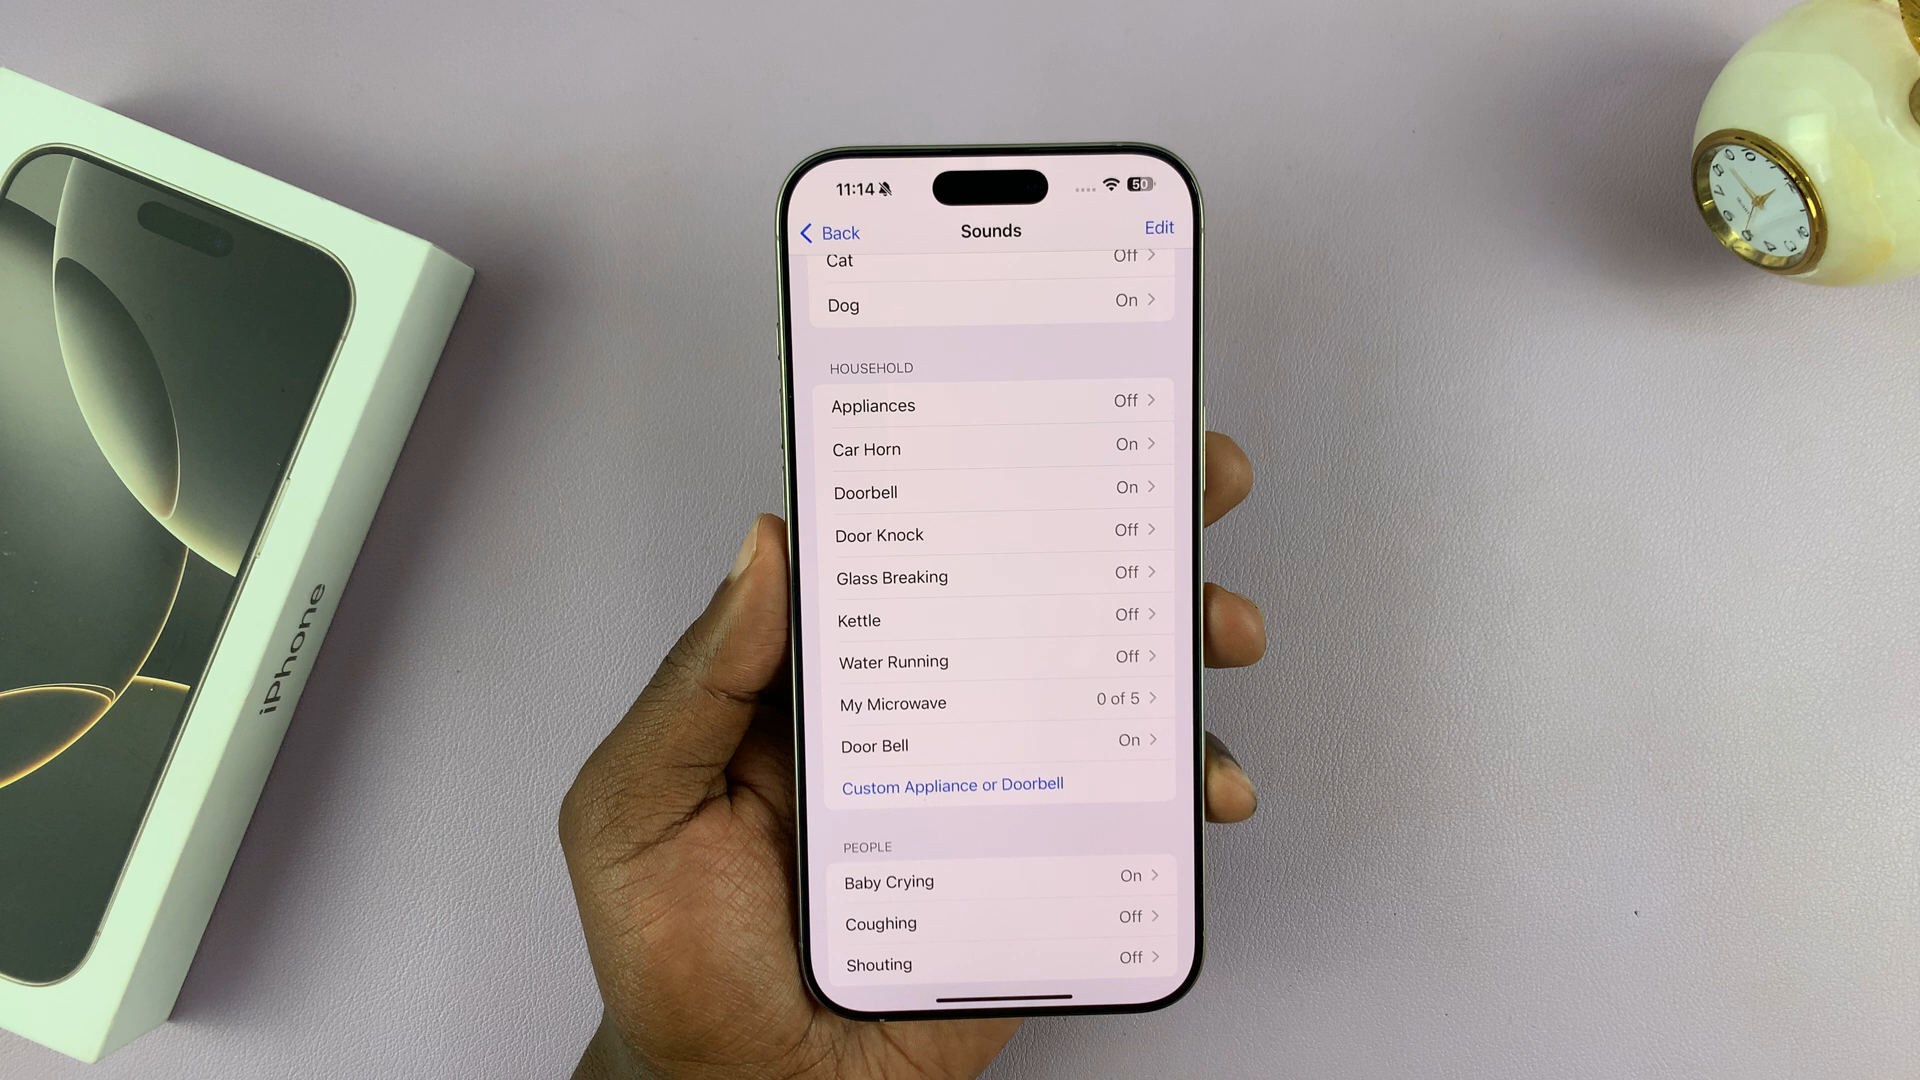 11:14
50
Back
Sounds
Edit
Cat Off
Dog On
HOUSEHOLD
Appliances Off
Car Horn On
Doorbell On
Door Knock Off
Glass Breaking Off
Kettle Off
Water Running Off
My Microwave 0 of 5
Door Bell On
Custom Appliance or Doorbell
PEOPLE
Baby Crying On
Coughing Off
Shouting Off
iPhone